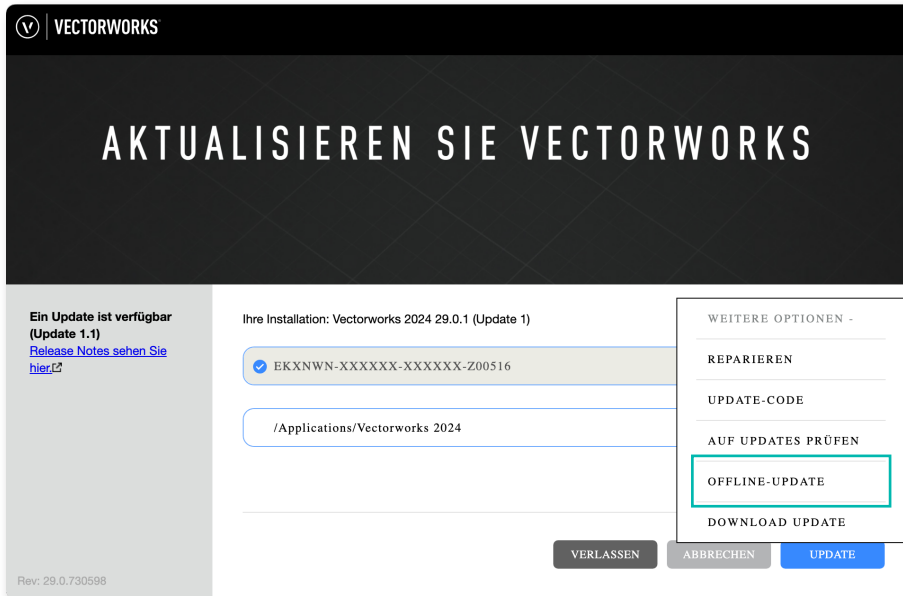 VECTORWORKS
AKTUALISIEREN SIE VECTORWORKS
Ein Update ist verfügbar
(Update 1.1)
Release Notes sehen Sie
hier.
Rev: 29.0.730598
Ihre Installation: Vectorworks 2024 29.0.1 (Update 1)
EKXNWN-XXXXXX-XXXXXX-Z00516
/Applications/Vectorworks 2024
WEITERE OPTIONEN -
REPARIEREN
UPDATE-CODE
AUF UPDATES PRÜFEN
OFFLINE-UPDATE
DOWNLOAD UPDATE
VERLASSEN
ABBRECHEN
UPDATE